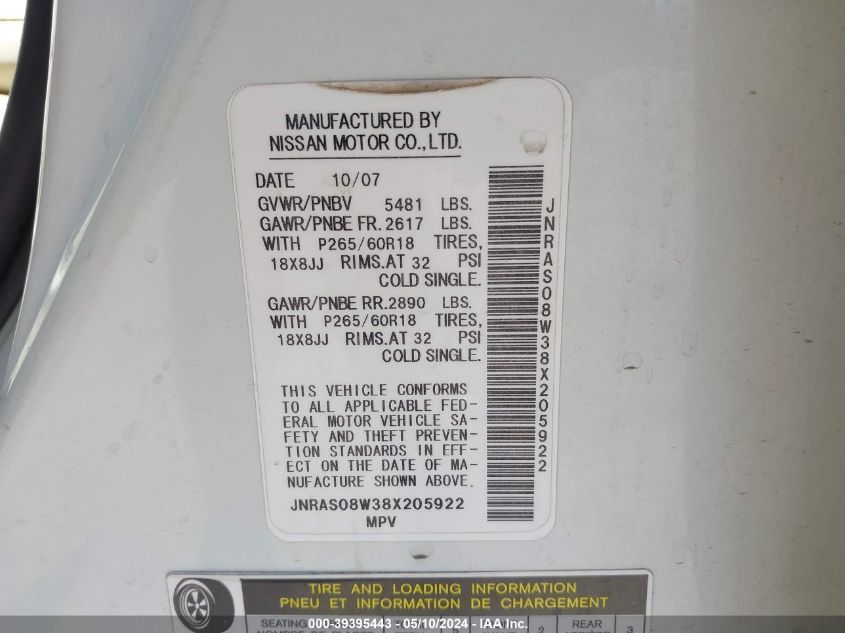 MANUFACTURED BY
NISSAN MOTOR CO.,LTD.
DATE 10/07
GVWR/PNBV 5481 LBS.
GAWR/PNBE FR. 2617 LBS.
WITH P265/60R18 TIRES,
18X8JJ RIMS.AT 32 PSI
COLD SINGLE.
GAWR/PNBE RR. 2890 LBS.
WITH P265/60R18 TIRES,
18X8JJ RIMS.AT 32 PSI
COLD SINGLE.
THIS VEHICLE CONFORMS
TO ALL APPLICABLE FED-
ERAL MOTOR VEHICLE SA-
FETY AND THEFT PREVEN-
TION STANDARDS IN EFF-
ECT ON THE DATE OF MA-
NUFACTURE SHOWN ABOVE.
JNRAS08W38X205922
MPV
JNRAS08W38X205922
TIRE AND LOADING INFORMATION
PNEU ET INFORMATION DE CHARGEMENT
SEATING
REAR
000-39395443 - 05/10/2024 - IAA Inc.